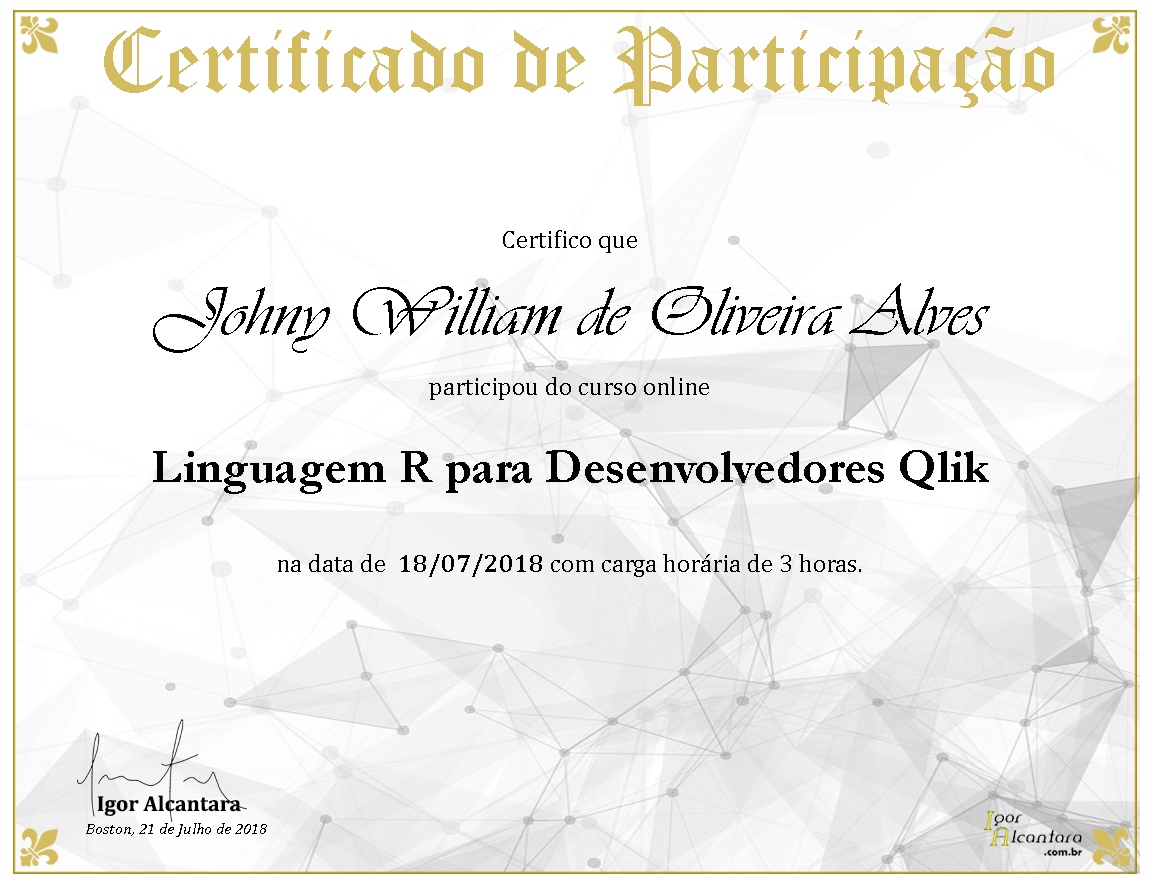 Certificado de Participação
Certifico que
Johny William de Oliveira Alves
participou do curso online
Linguagem R para Desenvolvedores Qlik
na data de 18/07/2018 com carga horária de 3 horas.
Igor Alcantara
Boston, 21 de Julho de 2018
Igor
Alcantara
.com.br